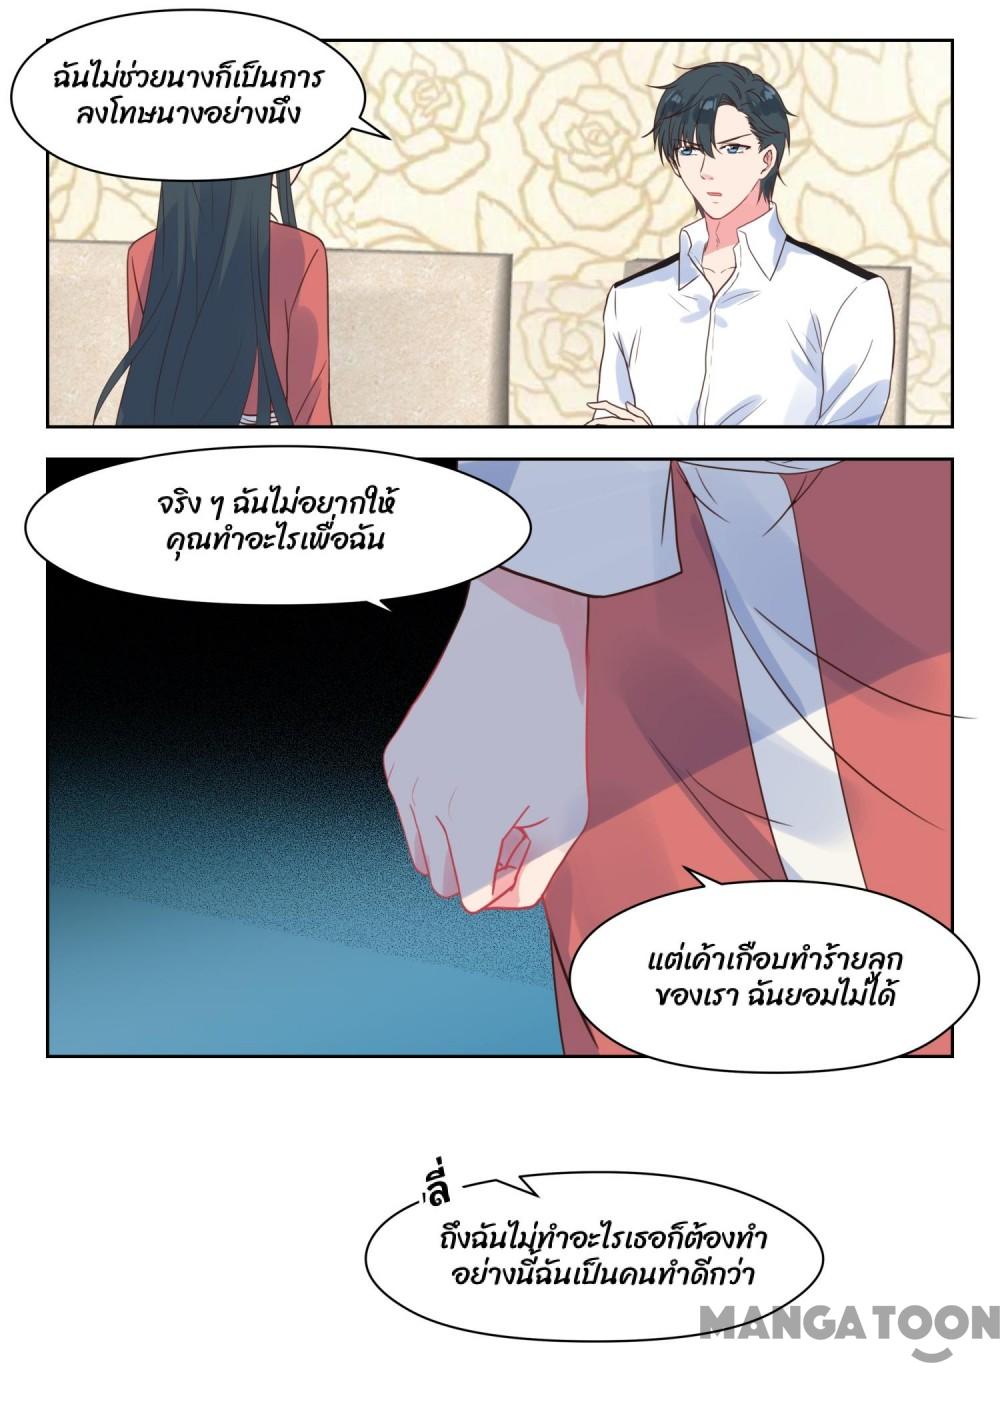 ฉันไม่ช่วยนางก็เป็นการ
ลงโทษนางอย่างนึง
จริง ๆ ฉันไม่อยากให้
คุณทำอะไรเพื่อฉัน
แต่เค้าเกือบทำร้ายลูก
ของเรา ฉันยอมไม่ได้
ลี่
ถึงฉันไม่ทำอะไรเธอก็ต้องทำ
อย่างนี้ฉันเป็นคนทำดีกว่า
MANGATOON